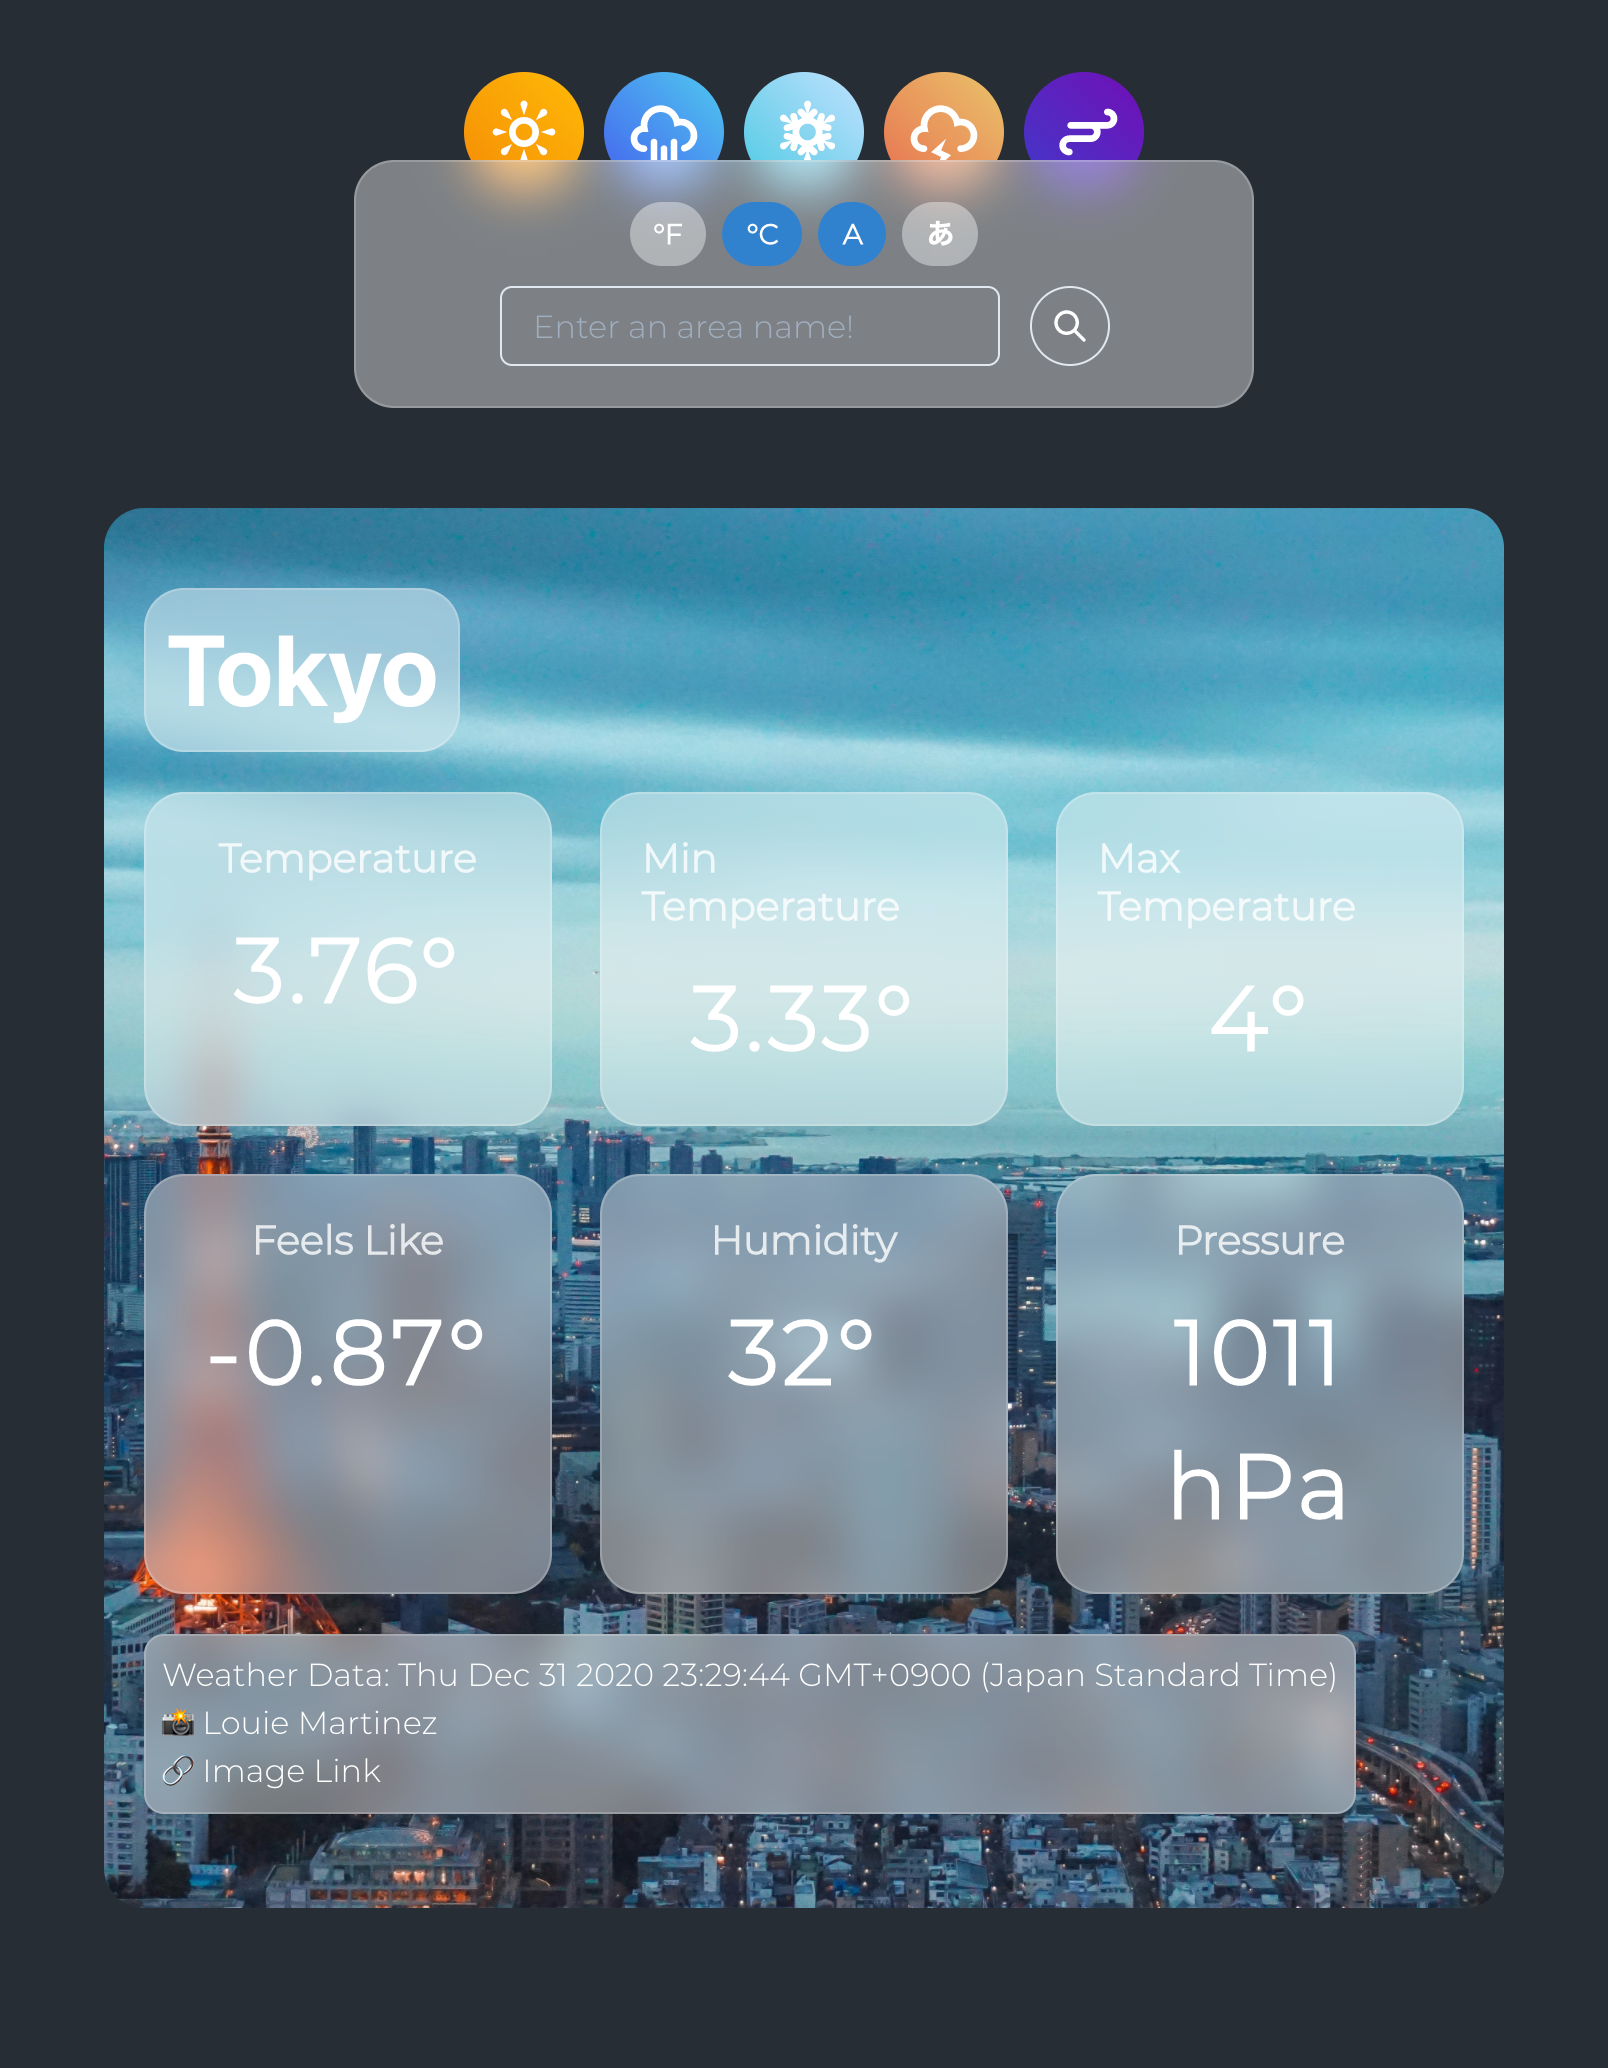 °F °C A あ
Enter an area name!
Tokyo
Temperature
3.76°
Min
Temperature
3.33°
Max
Temperature
4°
Feels Like
-0.87°
Humidity
32°
Pressure
1011
hPa
Weather Data: Thu Dec 31 2020 23:29:44 GMT+0900 (Japan Standard Time)
📸 Louie Martinez
🔗 Image Link